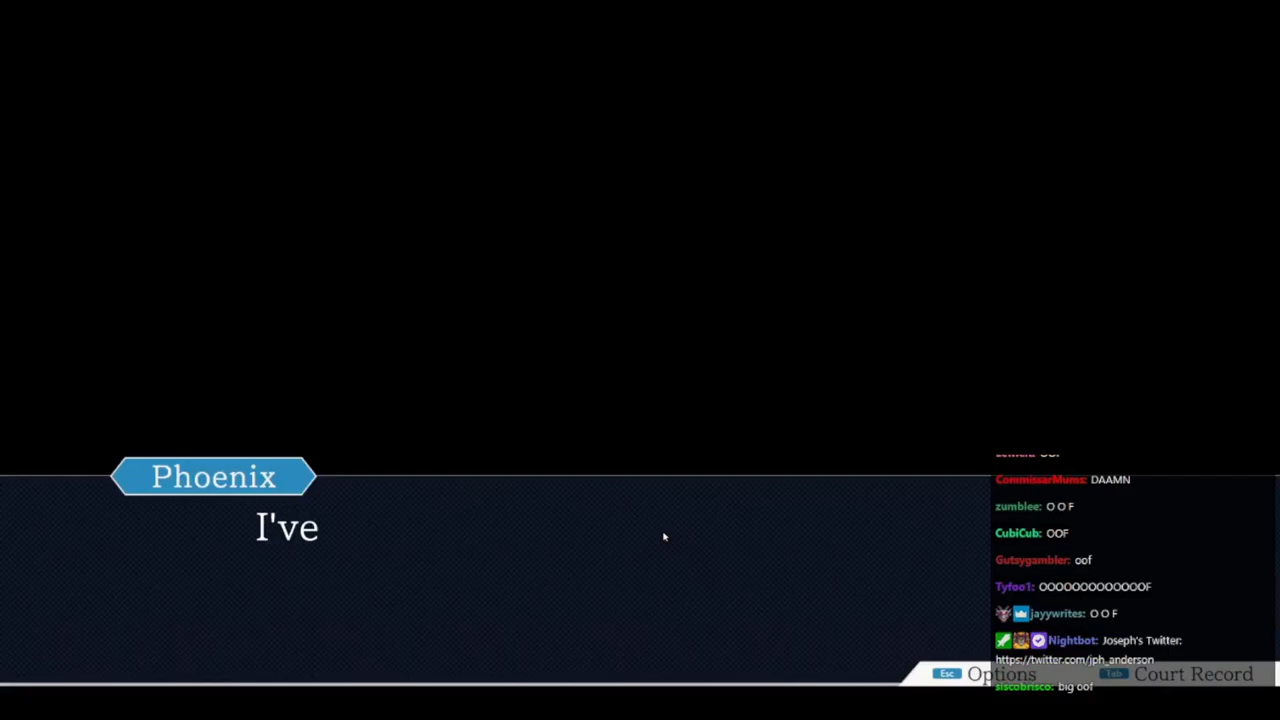 Phoenix
I've
CommissarMums: DAAMN
zumblee: O O F
CubiCub: OOF
Gutsygambler: oof
Tyfoo1: OOOOOOOOOOOOOF
jayywrites: O O F
Nightbot: Joseph's Twitter:
https://twitter.com/jph_anderson
siscobrisco: big oof
Esc Options
Tab Court Record